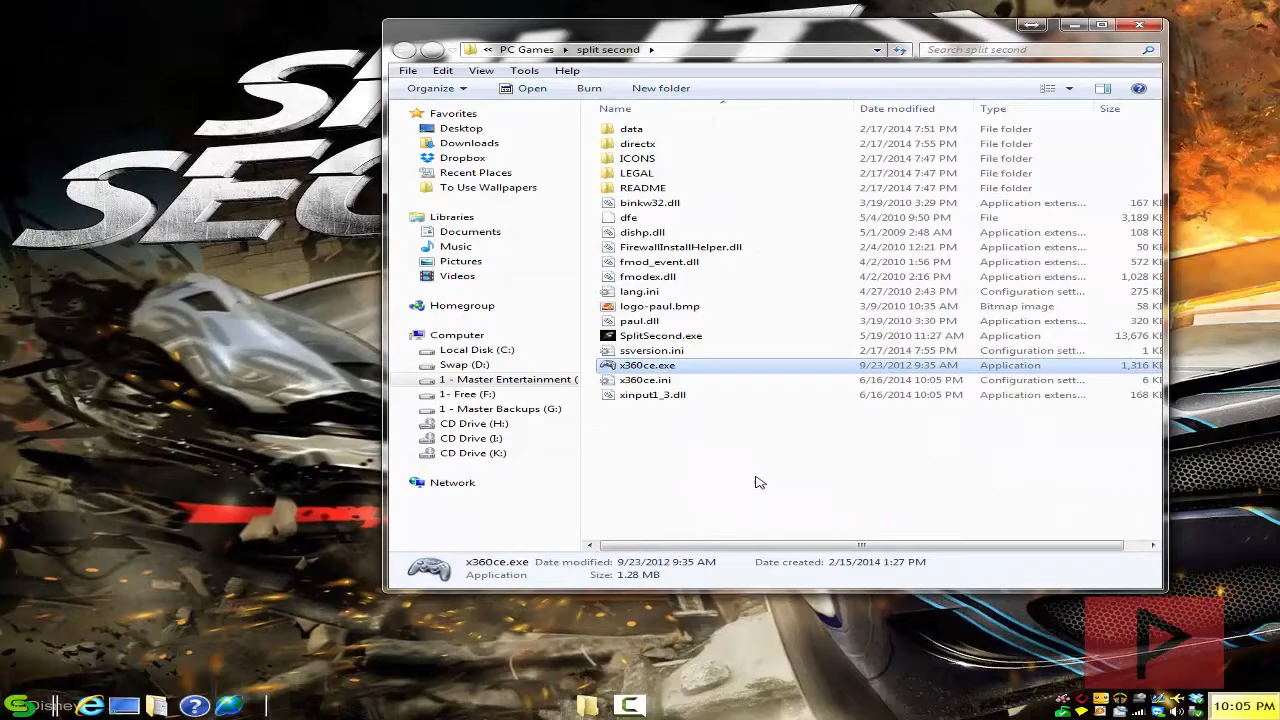 SPLIT
SECOND
« PC Games ▸ split second ▸
Search split second
File Edit View Tools Help
Organize Open Burn New folder
Name Date modified Type Size
Favorites
Desktop
Downloads
Dropbox
Recent Places
To Use Wallpapers
Libraries
Documents
Music
Pictures
Videos
Homegroup
Computer
Local Disk (C:)
Swap (D:)
1 - Master Entertainment (
1- Free (F:)
1 - Master Backups (G:)
CD Drive (H:)
CD Drive (I:)
CD Drive (K:)
Network
data 2/17/2014 7:51 PM File folder
directx 2/17/2014 7:55 PM File folder
ICONS 2/17/2014 7:47 PM File folder
LEGAL 2/17/2014 7:47 PM File folder
README 2/17/2014 7:47 PM File folder
binkw32.dll 3/19/2010 3:29 PM Application extens... 167 KB
dfe 5/4/2010 9:50 PM File 3,189 KB
dishp.dll 5/1/2009 2:48 AM Application extens... 108 KB
FirewallInstallHelper.dll 2/4/2010 12:21 PM Application extens... 80 KB
fmod_event.dll 4/2/2010 1:56 PM Application extens... 572 KB
fmodex.dll 4/2/2010 2:16 PM Application extens... 1,028 KB
lang.ini 4/27/2010 2:43 PM Configuration sett... 275 KB
logo-paul.bmp 3/9/2010 10:35 AM Bitmap image 58 KB
paul.dll 3/19/2010 3:30 PM Application extens... 320 KB
SplitSecond.exe 5/19/2010 11:27 AM Application 13,676 KB
ssversion.ini 2/17/2014 7:55 PM Configuration sett... 1 KB
x360ce.exe 9/23/2012 9:35 AM Application 1,316 KB
x360ce.ini 6/16/2014 10:05 PM Configuration sett... 6 KB
xinput1_3.dll 6/16/2014 10:05 PM Application extens... 168 KB
x360ce.exe Date modified: 9/23/2012 9:35 AM Date created: 2/15/2014 1:27 PM
Application Size: 1.28 MB
Disney
10:05 PM